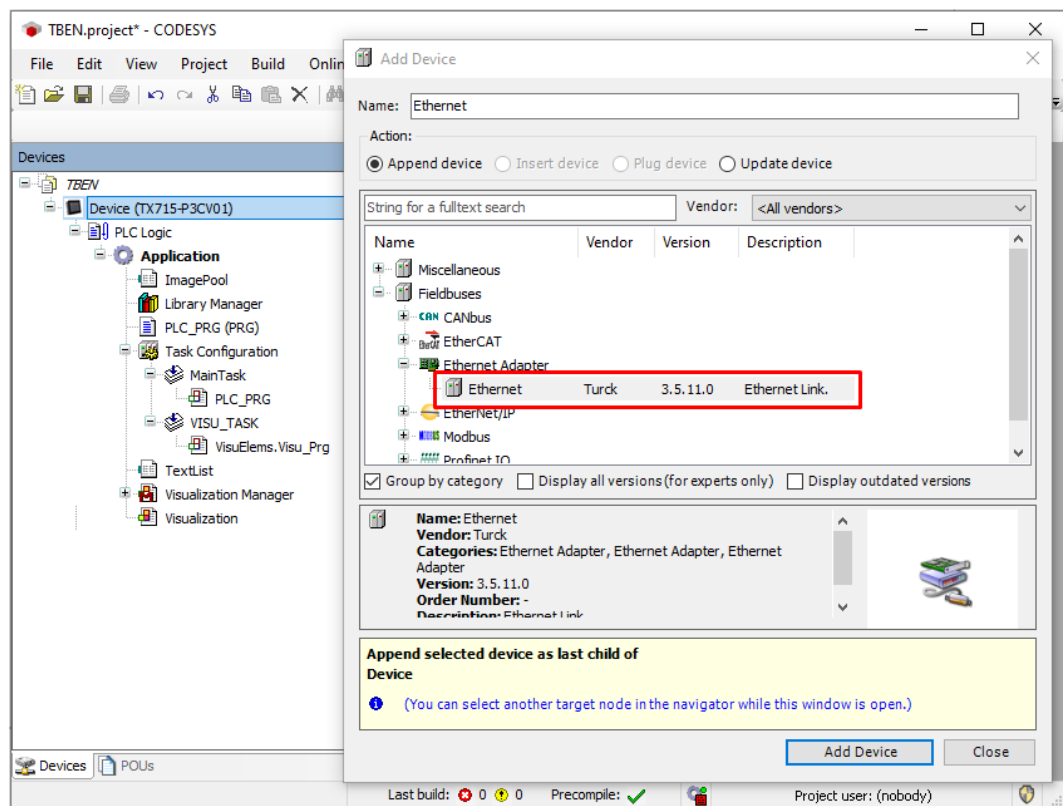 TBEN.project* - CODESYS
File Edit View Project Build Onlin
Devices
TBEN
Device (TX715-P3CV01)
PLC Logic
Application
ImagePool
Library Manager
PLC_PRG (PRG)
Task Configuration
MainTask
PLC_PRG
VISU_TASK
VisuElems.Visu_Prg
TextList
Visualization Manager
Visualization
Devices POUs
Add Device
Name: Ethernet
Action:
Append device Insert device Plug device Update device
String for a fulltext search Vendor: <All vendors>
Name Vendor Version Description
Miscellaneous
Fieldbuses
CAN CANbus
EtherCAT
Ethernet Adapter
Ethernet Turck 3.5.11.0 Ethernet Link.
EtherNet/IP
Modbus
Profinet IO
Group by category Display all versions (for experts only) Display outdated versions
Name: Ethernet
Vendor: Turck
Categories: Ethernet Adapter, Ethernet Adapter, Ethernet
Adapter
Version: 3.5.11.0
Order Number: -
Description: Ethernet Link
Append selected device as last child of
Device
(You can select another target node in the navigator while this window is open.)
Add Device Close
Last build: 0 0 Precompile: Project user: (nobody)